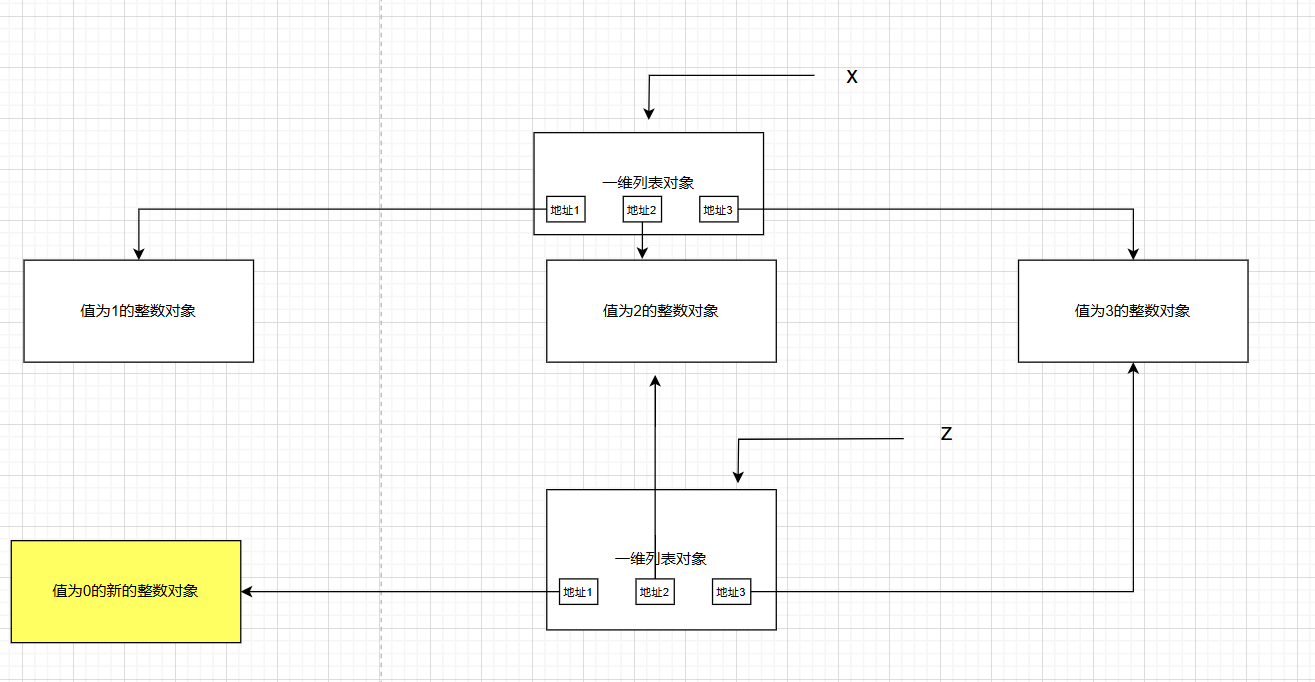 x
一维列表对象
地址1
地址2
地址3
值为1的整数对象
值为2的整数对象
值为3的整数对象
z
一维列表对象
地址1
地址2
地址3
值为0的新的整数对象